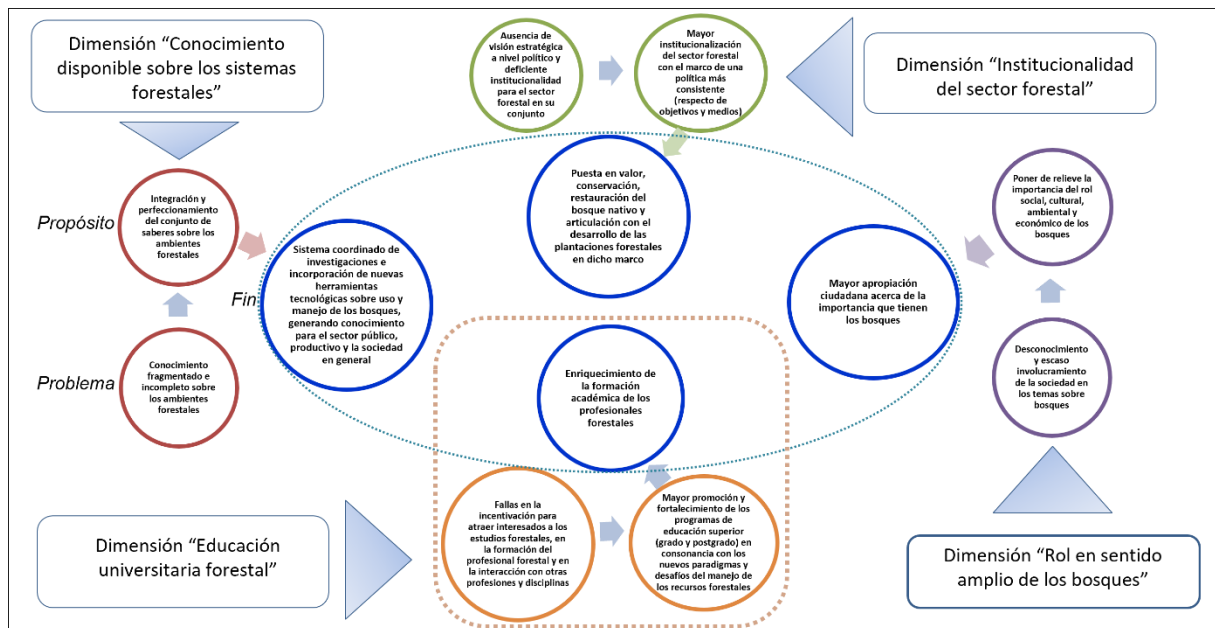 Dimensión “Conocimiento
disponible sobre los sistemas
forestales”
Ausencia de
visión estratégica
a nivel político y
deficiente
institucionalidad
para el sector
forestal en su
conjunto
Mayor
institucionalización
del sector forestal
con el marco de una
política más
consistente
(respecto de
objetivos y medios)
Dimensión “Institucionalidad
del sector forestal”
Propósito
Integración y
perfeccionamiento
del conjunto de
saberes sobre los
ambientes
forestales
Puesta en valor,
conservación,
restauración del
bosque nativo y
articulación con el
desarrollo de las
plantaciones forestales
en dicho marco
Poner de relieve la
importancia del rol
social, cultural,
ambiental y
económico de los
bosques
Fin
Sistema coordinado de
investigaciones e
incorporación de nuevas
herramientas
tecnológicas sobre uso y
manejo de los bosques,
generando conocimiento
para el sector público,
productivo y la sociedad
en general
Mayor apropiación
ciudadana acerca de la
importancia que tienen
los bosques
Problema
Conocimiento
fragmentado e
incompleto sobre
los ambientes
forestales
Enriquecimiento de
la formación
académica de los
profesionales
forestales
Desconocimiento
y escaso
involucramiento
de la sociedad en
los temas sobre
bosques
Dimensión “Educación
universitaria forestal”
Fallas en la
incentivación para
atraer interesados a los
estudios forestales, en
la formación del
profesional forestal y en
la interacción con otras
profesiones y disciplinas
Mayor promoción y
fortalecimiento de los
programas de
educación superior
(grado y postgrado) en
consonancia con los
nuevos paradigmas y
desafíos del manejo de
los recursos forestales
Dimensión “Rol en sentido
amplio de los bosques”